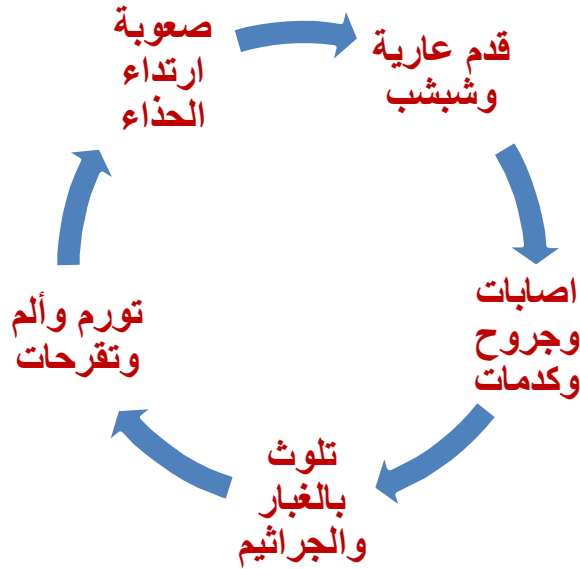 قدم عارية
وشبشب
اصابات
وجروح
وكدمات
تلوث
بالغبار
والجراثيم
تورم وألم
وتقرحات
صعوبة
ارتداء
الحذاء